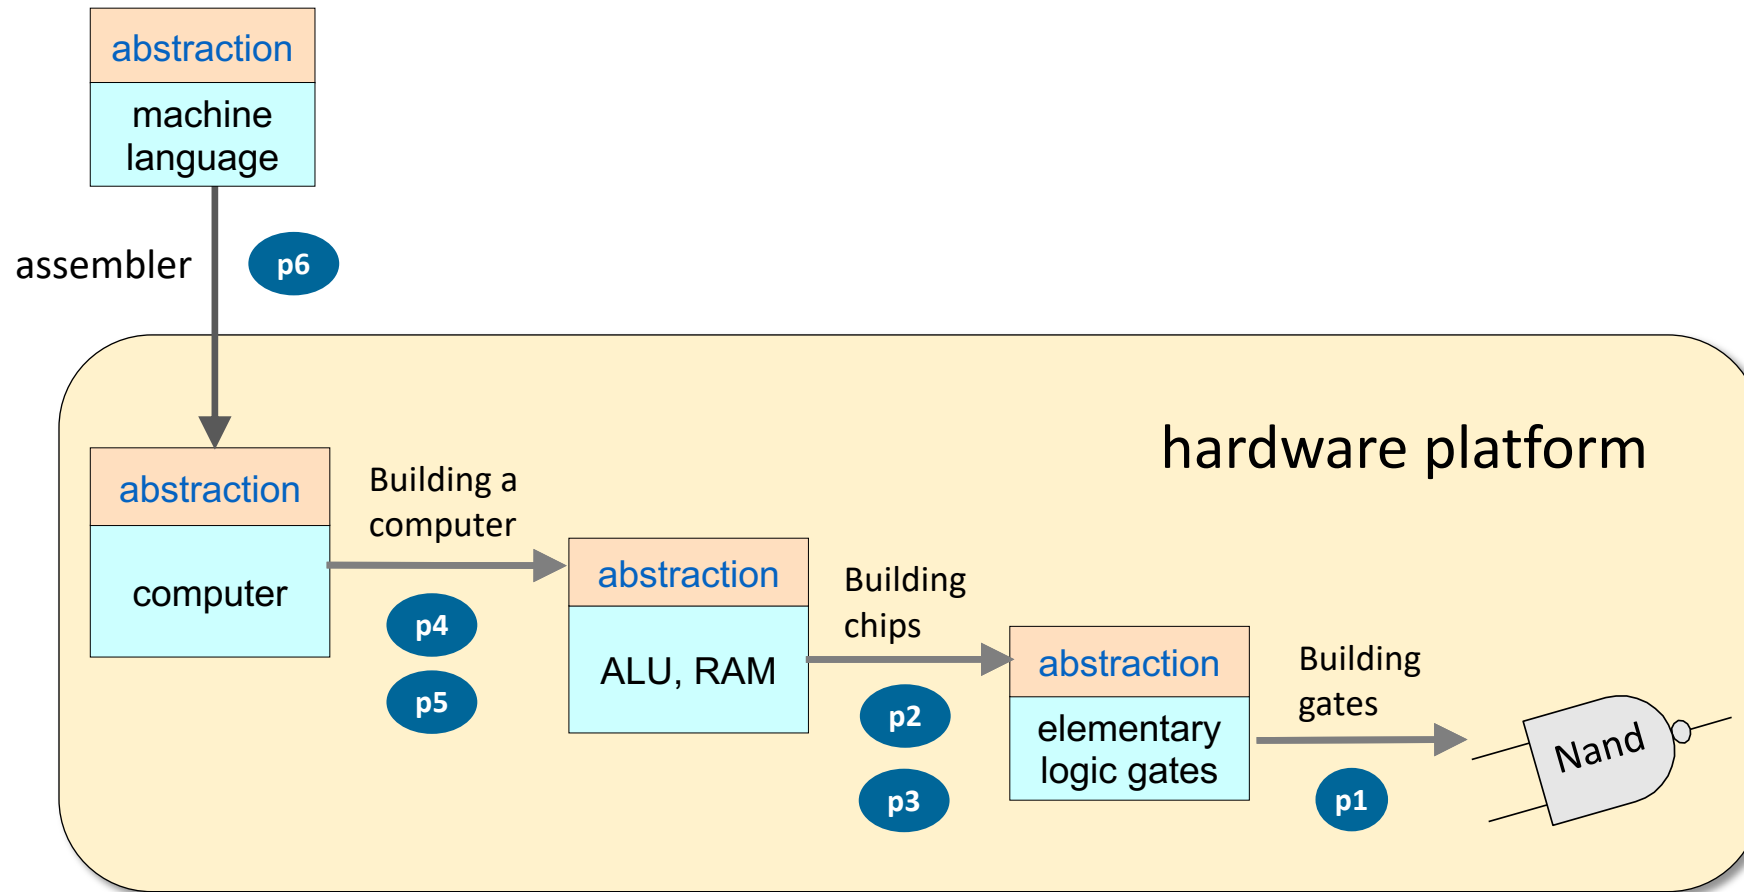 abstraction
machine
language
assembler
p6
hardware platform
abstraction
computer
Building a
computer
p4
p5
abstraction
ALU, RAM
Building
chips
p2
p3
abstraction
elementary
logic gates
Building
gates
p1
Nand